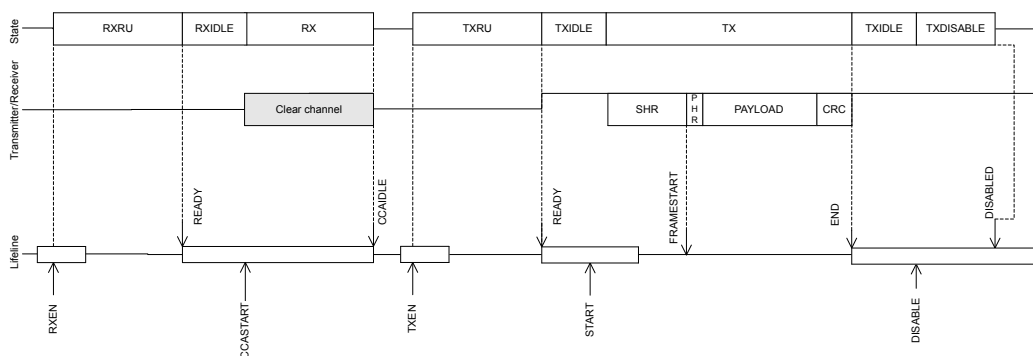 State
RXRU
RXIDLE
RX
TXRU
TXIDLE
TX
TXIDLE
TXDISABLE
Transmitter/Receiver
Clear channel
SHR
PHR
PAYLOAD
CRC
READY
CCAIDLE
READY
FRAMESTART
END
DISABLED
Lifeline
RXEN
CCASTART
TXEN
START
DISABLE